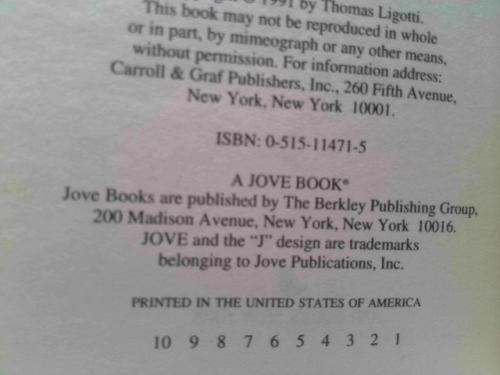 © 1991 by Thomas Ligotti.
This book may not be reproduced in whole
or in part, by mimeograph or any other means,
without permission. For information address:
Carroll & Graf Publishers, Inc., 260 Fifth Avenue,
New York, New York 10001.
ISBN: 0-515-11471-5
A JOVE BOOK®
Jove Books are published by The Berkley Publishing Group,
200 Madison Avenue, New York, New York 10016.
JOVE and the “J” design are trademarks
belonging to Jove Publications, Inc.
PRINTED IN THE UNITED STATES OF AMERICA
10 9 8 7 6 5 4 3 2 1